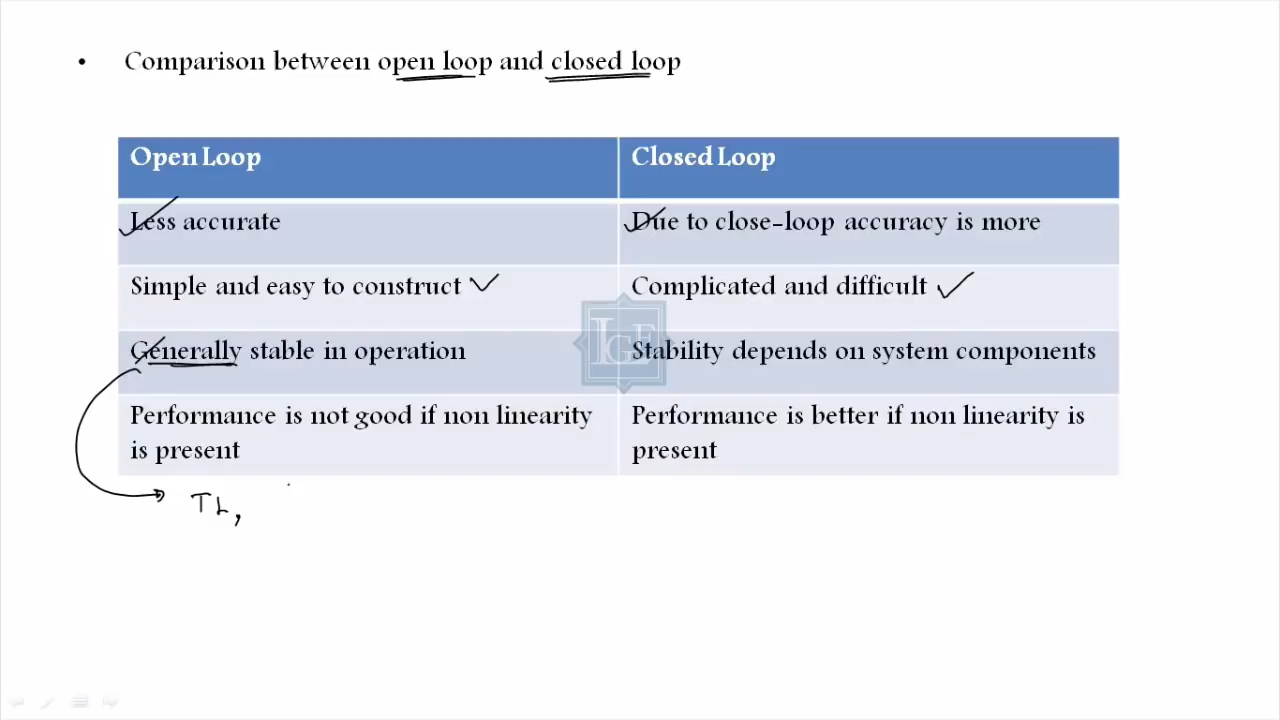 • Comparison between open loop and closed loop
Open Loop
Closed Loop
Less accurate
Due to close-loop accuracy is more
Simple and easy to construct
Complicated and difficult
Generally stable in operation
Stability depends on system components
Performance is not good if non linearity
is present
Performance is better if non linearity is
present
TL,
IGE